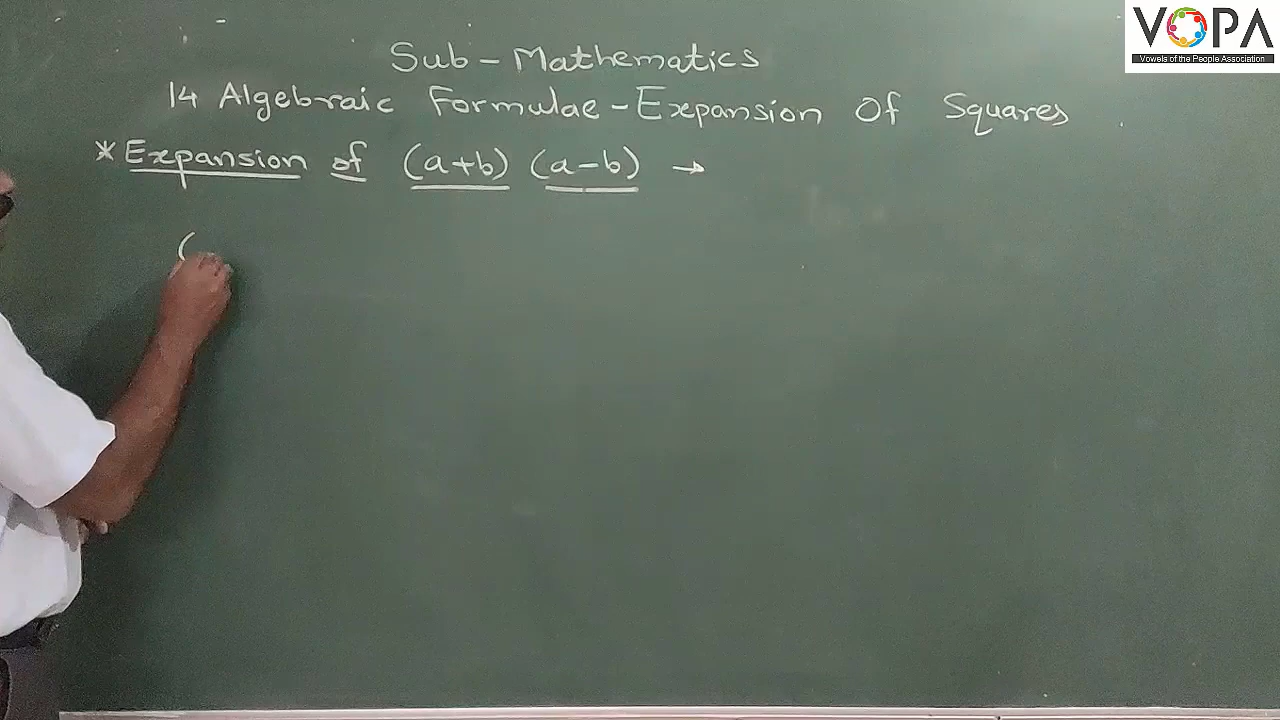 VOPA
Vowels of the People Association
Sub - Mathematics
14 Algebraic Formulae - Expansion Of Squares
* Expansion of (a+b) (a-b) →
(